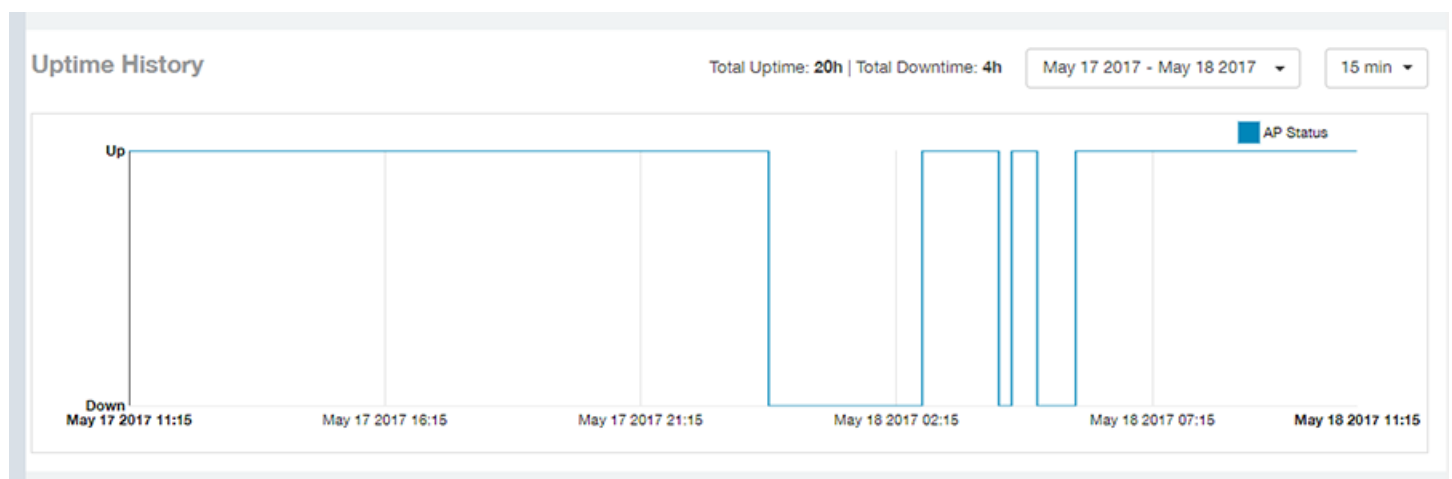 Uptime History
Total Uptime: 20h | Total Downtime: 4h
May 17 2017 - May 18 2017
15 min
AP Status
Up
Down
May 17 2017 11:15
May 17 2017 16:15
May 17 2017 21:15
May 18 2017 02:15
May 18 2017 07:15
May 18 2017 11:15